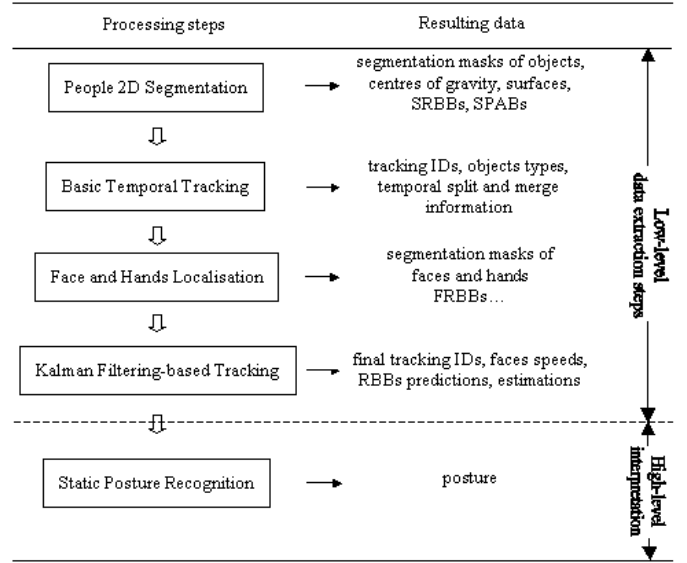 Processing steps
Resulting data
People 2D Segmentation
segmentation masks of objects,
centres of gravity, surfaces,
SRBBs, SPABs
Basic Temporal Tracking
tracking IDs, objects types,
temporal split and merge
information
Face and Hands Localisation
segmentation masks of
faces and hands
FRBBs...
Kalman Filtering-based Tracking
final tracking IDs, faces speeds,
RBBs predictions, estimations
Low-level
data extraction steps
Static Posture Recognition
posture
High-level
interpretation